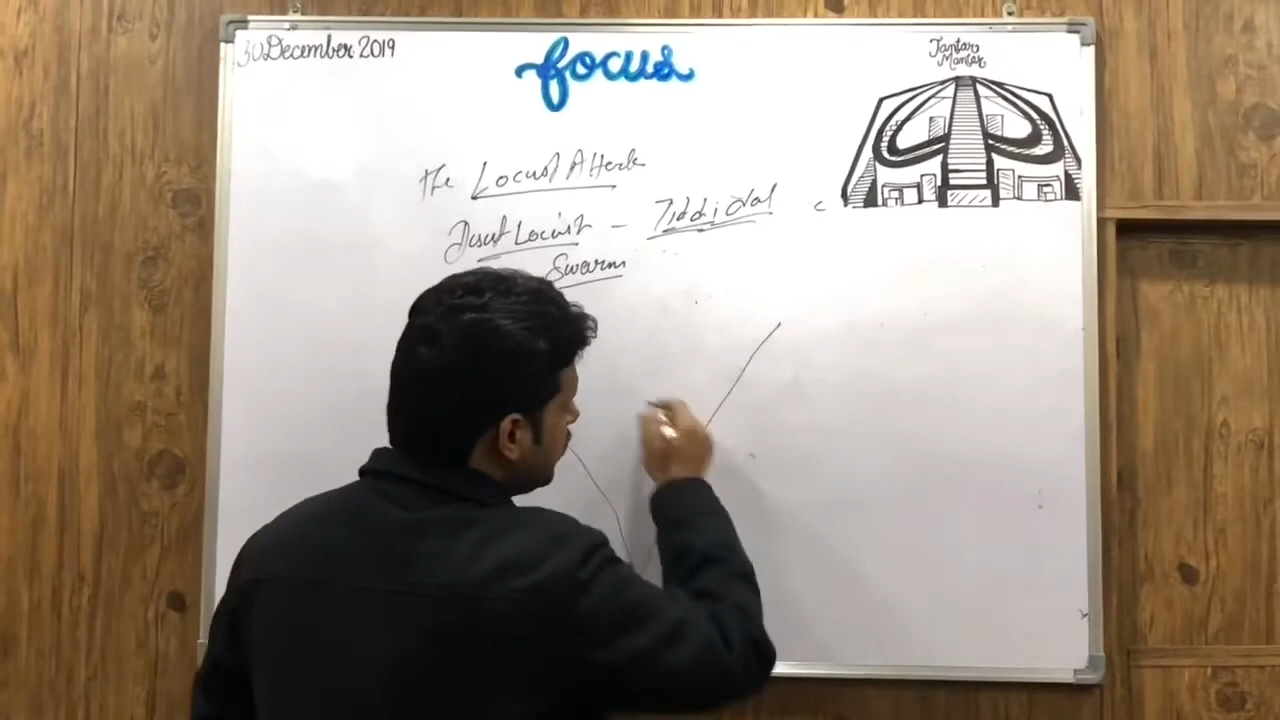 30 December 2019
focus
Jantar
Mantar
The Locust Attack
Desert Locust – Tiddi Dal
Swarm